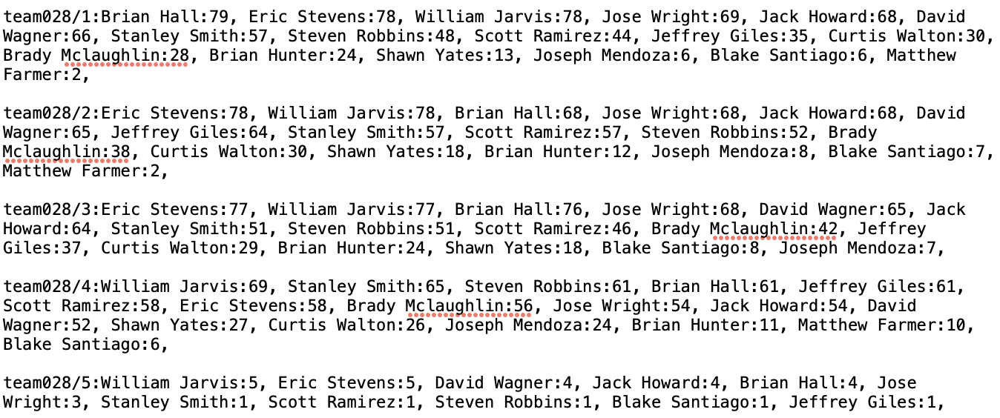 team028/1:Brian Hall:79, Eric Stevens:78, William Jarvis:78, Jose Wright:69, Jack Howard:68, David
Wagner:66, Stanley Smith:57, Steven Robbins:48, Scott Ramirez:44, Jeffrey Giles:35, Curtis Walton:30,
Brady Mclaughlin:28, Brian Hunter:24, Shawn Yates:13, Joseph Mendoza:6, Blake Santiago:6, Matthew
Farmer:2,
team028/2:Eric Stevens:78, William Jarvis:78, Brian Hall:68, Jose Wright:68, Jack Howard:68, David
Wagner:65, Jeffrey Giles:64, Stanley Smith:57, Scott Ramirez:57, Steven Robbins:52, Brady
Mclaughlin:38, Curtis Walton:30, Shawn Yates:18, Brian Hunter:12, Joseph Mendoza:8, Blake Santiago:7,
Matthew Farmer:2,
team028/3:Eric Stevens:77, William Jarvis:77, Brian Hall:76, Jose Wright:68, David Wagner:65, Jack
Howard:64, Stanley Smith:51, Steven Robbins:51, Scott Ramirez:46, Brady Mclaughlin:42, Jeffrey
Giles:37, Curtis Walton:29, Brian Hunter:24, Shawn Yates:18, Blake Santiago:8, Joseph Mendoza:7,
team028/4:William Jarvis:69, Stanley Smith:65, Steven Robbins:61, Brian Hall:61, Jeffrey Giles:61,
Scott Ramirez:58, Eric Stevens:58, Brady Mclaughlin:56, Jose Wright:54, Jack Howard:54, David
Wagner:52, Shawn Yates:27, Curtis Walton:26, Joseph Mendoza:24, Brian Hunter:11, Matthew Farmer:10,
Blake Santiago:6,
team028/5:William Jarvis:5, Eric Stevens:5, David Wagner:4, Jack Howard:4, Brian Hall:4, Jose
Wright:3, Stanley Smith:1, Scott Ramirez:1, Steven Robbins:1, Blake Santiago:1, Jeffrey Giles:1,